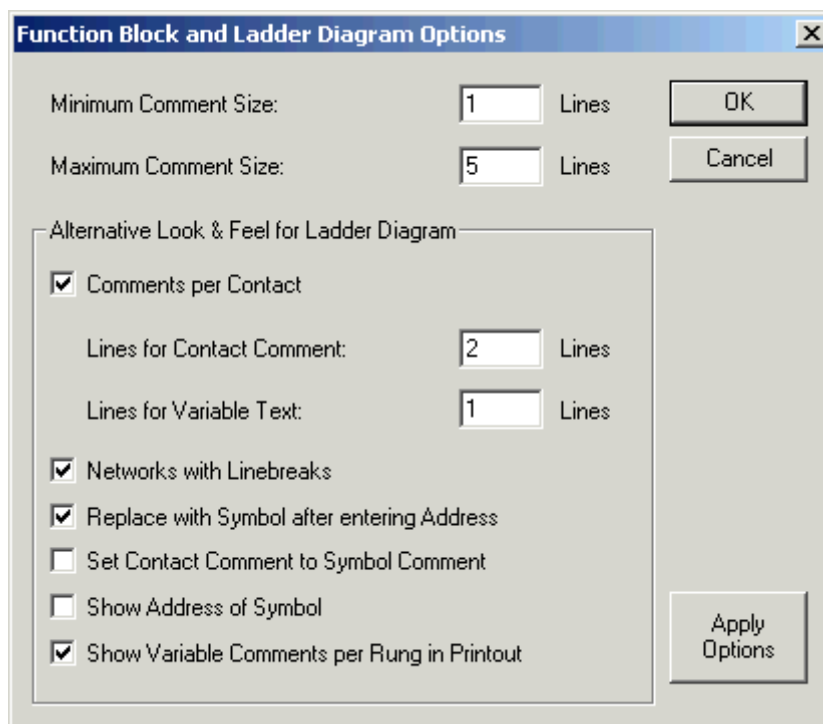 Function Block and Ladder Diagram Options
Minimum Comment Size: 1 Lines OK
Maximum Comment Size: 5 Lines Cancel
Alternative Look & Feel for Ladder Diagram
Comments per Contact
Lines for Contact Comment: 2 Lines
Lines for Variable Text: 1 Lines
Networks with Linebreaks
Replace with Symbol after entering Address
Set Contact Comment to Symbol Comment
Show Address of Symbol
Show Variable Comments per Rung in Printout
Apply
Options